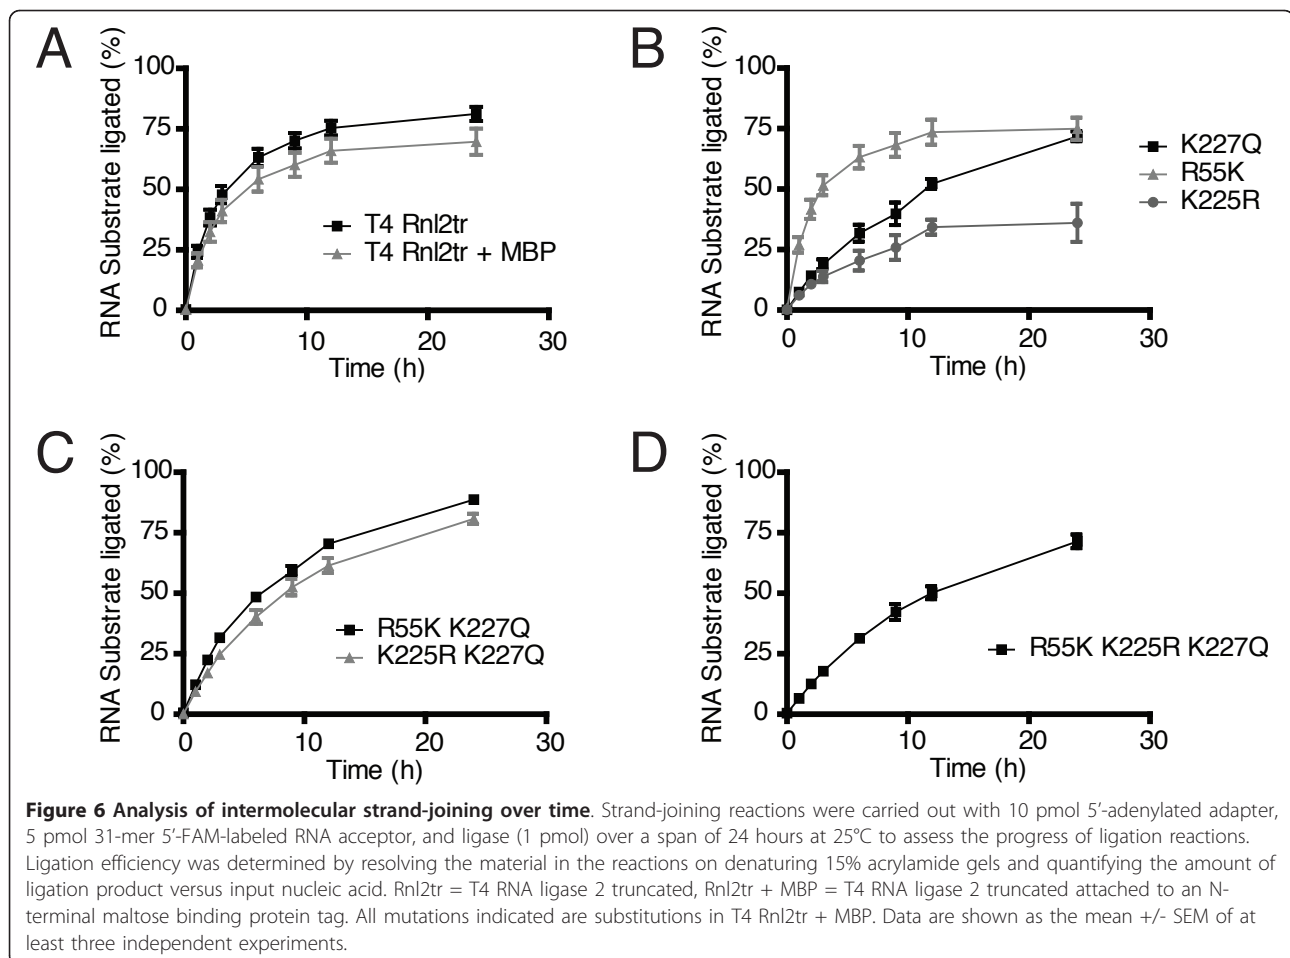 A
RNA Substrate ligated (%)
100
75
50
25
0
0 10 20 30
Time (h)
T4 Rnl2tr
T4 Rnl2tr + MBP
B
RNA Substrate ligated (%)
100
75
50
25
0
0 10 20 30
Time (h)
K227Q
R55K
K225R
C
RNA Substrate ligated (%)
100
75
50
25
0
0 10 20 30
Time (h)
R55K K227Q
K225R K227Q
D
RNA Substrate ligated (%)
100
75
50
25
0
0 10 20 30
Time (h)
R55K K225R K227Q
Figure 6 Analysis of intermolecular strand-joining over time. Strand-joining reactions were carried out with 10 pmol 5'-adenylated adapter,
5 pmol 31-mer 5'-FAM-labeled RNA acceptor, and ligase (1 pmol) over a span of 24 hours at 25°C to assess the progress of ligation reactions.
Ligation efficiency was determined by resolving the material in the reactions on denaturing 15% acrylamide gels and quantifying the amount of
ligation product versus input nucleic acid. Rnl2tr = T4 RNA ligase 2 truncated, Rnl2tr + MBP = T4 RNA ligase 2 truncated attached to an N-
terminal maltose binding protein tag. All mutations indicated are substitutions in T4 Rnl2tr + MBP. Data are shown as the mean +/- SEM of at
least three independent experiments.